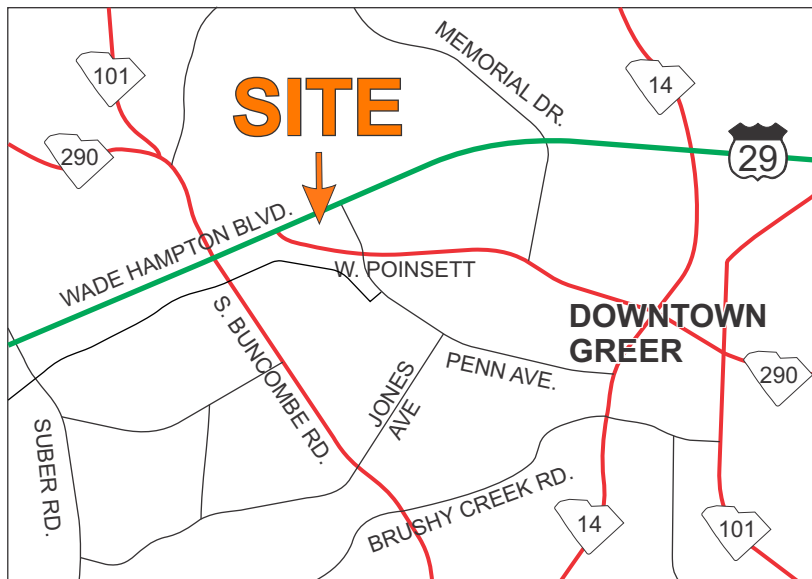 101
MEMORIAL DR.
14
SITE
290
29
WADE HAMPTON BLVD.
W. POINSETT
DOWNTOWN
GREER
S. BUNCOMBE RD.
PENN AVE.
290
JONES
AVE
SUBER RD.
BRUSHY CREEK RD.
14
101